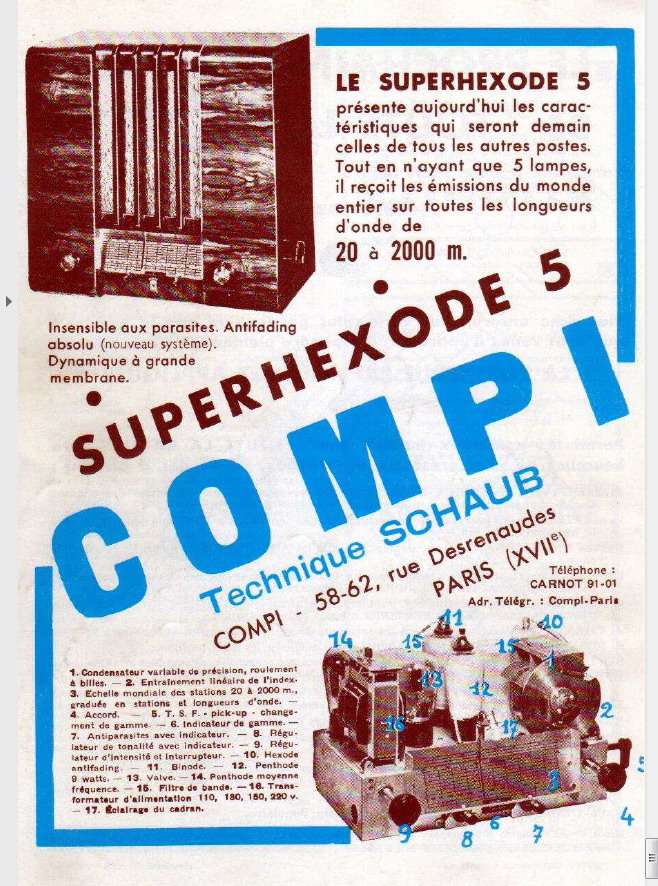 LE SUPERHEXODE 5
présente aujourd'hui les carac-
téristiques qui seront demain
celles de tous les autres postes.
Tout en n'ayant que 5 lampes,
il reçoit les émissions du monde
entier sur toutes les longueurs
d'onde de
20 à 2000 m.
Insensible aux parasites. Antifading
absolu (nouveau système).
Dynamique à grande
membrane.
SUPERHEXODE 5
COMPI
Technique SCHAUB
COMPI - 58-62, rue Desrenaudes
PARIS (XVIIe)
Téléphone :
CARNOT 91-01
Adr. Télégr. : Compi-Paris
1. Condensateur variable de précision, roulement
à billes. — 2. Entraînement linéaire de l'index-
3. Echelle mondiale des stations 20 à 2000 m.,
graduée en stations et longueurs d'onde. —
4. Accord. — 5. T. S. F. - pick-up - change-
ment de gamme. — 6. Indicateur de gamme. —
7. Antiparasites avec indicateur. — 8. Régu-
lateur de tonalité avec indicateur. — 9. Régu-
lateur d'intensité et interrupteur. — 10. Hexode
antifading. — 11. Binode. — 12. Penthode
9 watts. — 13. Valve. — 14. Penthode moyenne
fréquence. — 15. Filtre de bande. — 16. Trans-
formateur d'alimentation 110, 130, 150, 220 v.
— 17. Éclairage du cadran.
11
10
14
15
15
1
13
12
2
16
17
3
5
6
4
9
8
7